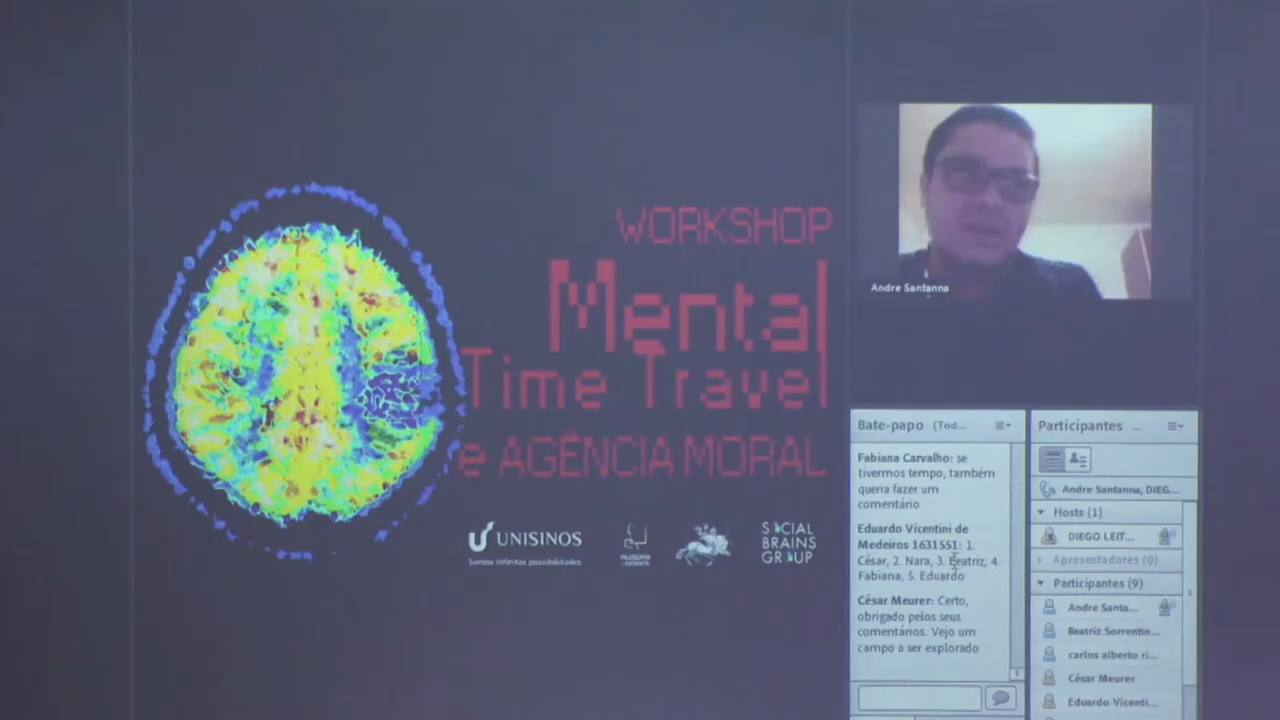 WORKSHOP
Mental
Time Travel
e AGÊNCIA MORAL
UNISINOS
Somos infinitas possibilidades
FILOSOFIA
UNISINOS
SOCIAL
BRAINS
GROUP
Andre Santanna
Bate-papo (Tod...
Fabiana Carvalho: se
tivermos tempo, também
queria fazer um
comentário
Eduardo Vicentini de
Medeiros 1631551: 1.
César, 2. Nara, 3. Beatriz, 4.
Fabiana, 5. Eduardo
César Meurer: Certo,
obrigado pelos seus
comentários. Vejo um
campo a ser explorado
Participantes ...
Andre Santanna, DIEG...
Hosts (1)
DIEGO LEIT...
Apresentadores (0)
Participantes (9)
Andre Santa...
Beatriz Sorrentin...
carlos alberto ri...
César Meurer
Eduardo Vicenti...